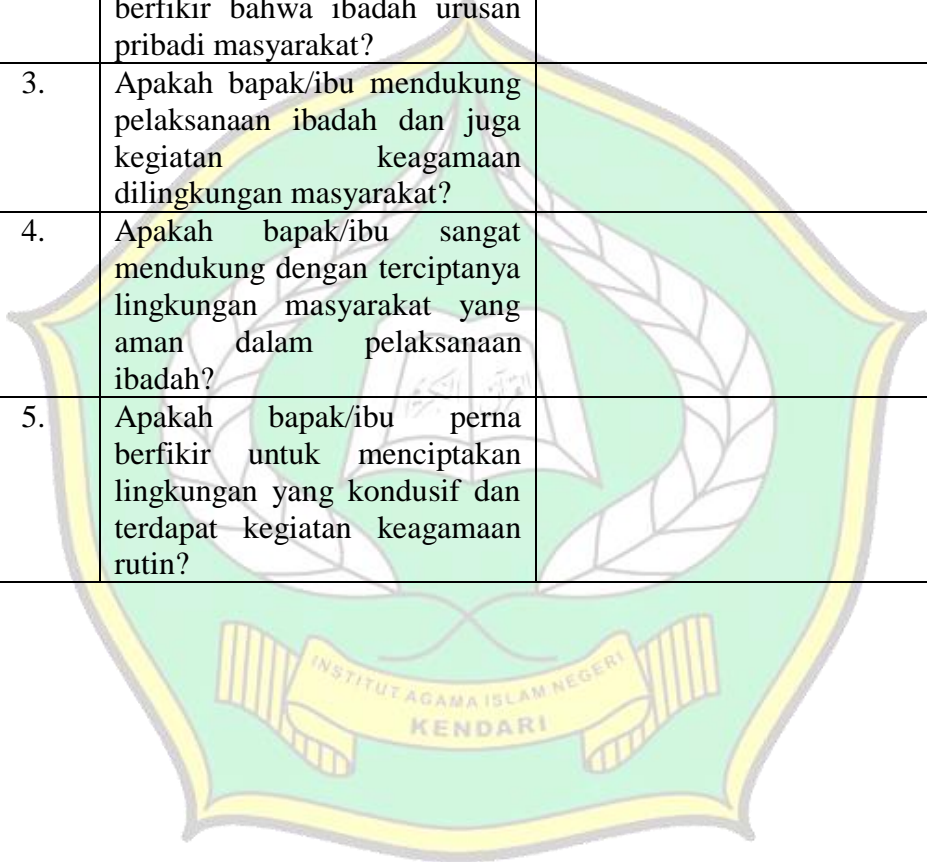 berfikir bahwa ibadah urusan
pribadi masyarakat?
3.
Apakah bapak/ibu mendukung
pelaksanaan ibadah dan juga
kegiatan keagamaan
dilingkungan masyarakat?
4.
Apakah bapak/ibu sangat
mendukung dengan terciptanya
lingkungan masyarakat yang
aman dalam pelaksanaan
ibadah?
5.
Apakah bapak/ibu perna
berfikir untuk menciptakan
lingkungan yang kondusif dan
terdapat kegiatan keagamaan
rutin?
INSTITUT AGAMA ISLAM NEGERI
KENDARI